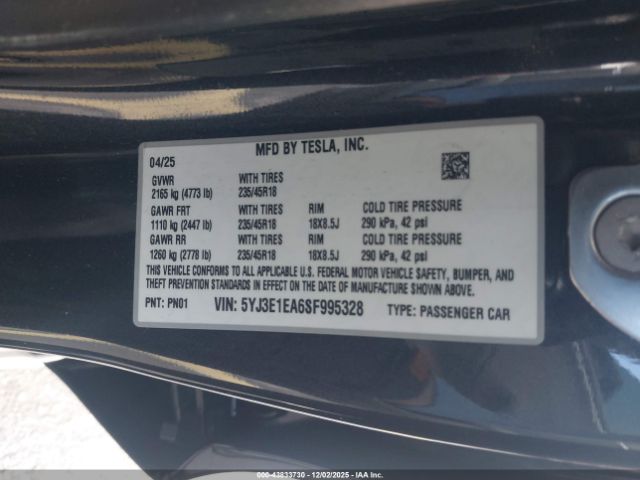 MFD BY TESLA, INC.
04/25
GVWR WITH TIRES
2165 kg (4773 lb) 235/45R18
GAWR FRT WITH TIRES RIM COLD TIRE PRESSURE
1110 kg (2447 lb) 235/45R18 18X8.5J 290 kPa, 42 psi
GAWR RR WITH TIRES RIM COLD TIRE PRESSURE
1260 kg (2778 lb) 235/45R18 18X8.5J 290 kPa, 42 psi
THIS VEHICLE CONFORMS TO ALL APPLICABLE U.S. FEDERAL MOTOR VEHICLE SAFETY, BUMPER, AND
THEFT PREVENTION STANDARDS IN EFFECT ON THE DATE OF MANUFACTURE SHOWN ABOVE.
PNT: PN01 VIN: 5YJ3E1EA6SF995328 TYPE: PASSENGER CAR
000-43833730 - 12/02/2025 - IAA Inc.